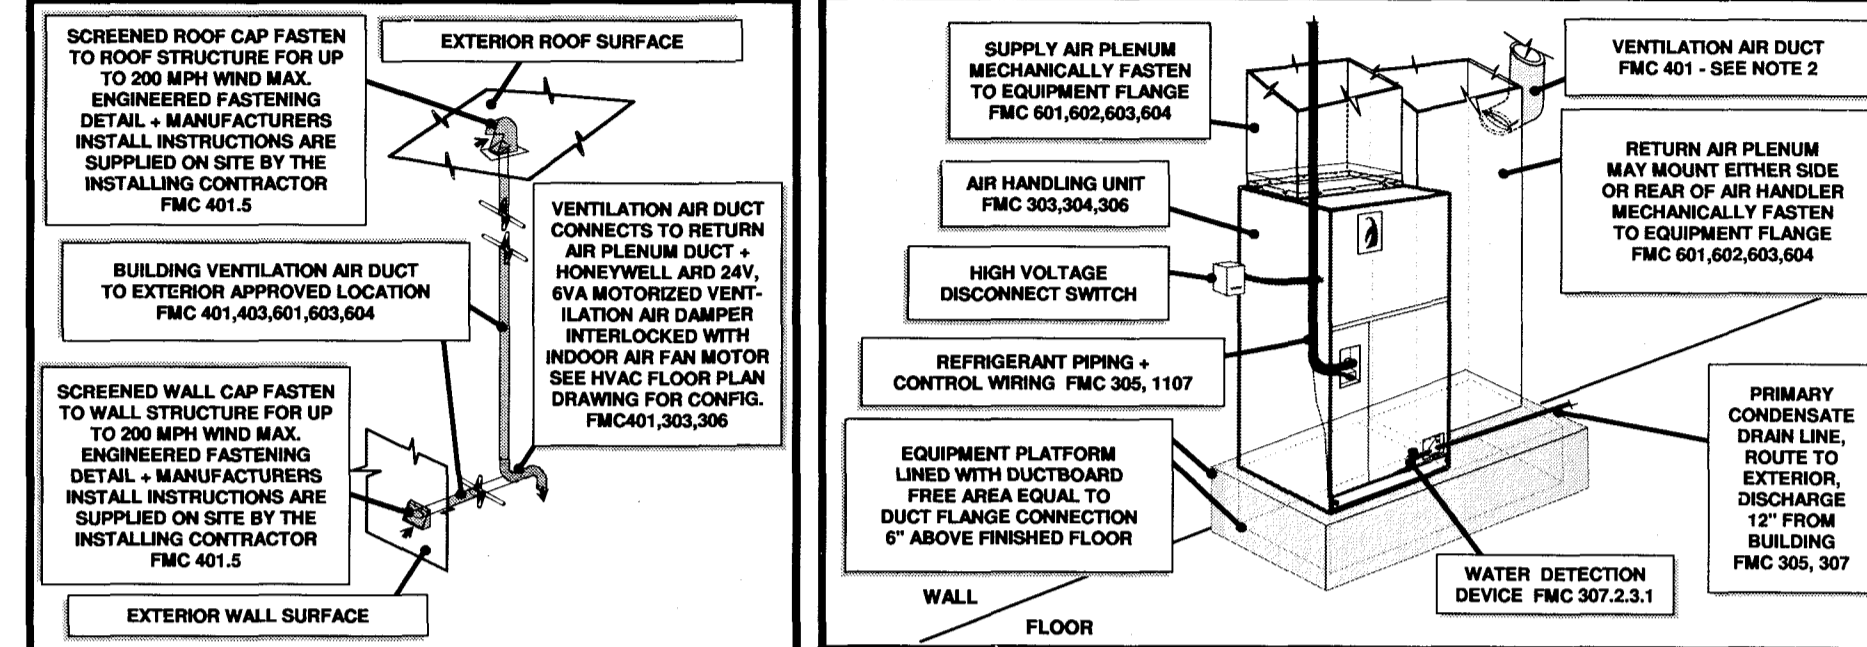 SCREENED ROOF CAP FASTEN
TO ROOF STRUCTURE FOR UP
TO 200 MPH WIND MAX.
ENGINEERED FASTENING
DETAIL + MANUFACTURERS
INSTALL INSTRUCTIONS ARE
SUPPLIED ON SITE BY THE
INSTALLING CONTRACTOR
FMC 401.5
EXTERIOR ROOF SURFACE
VENTILATION AIR DUCT
CONNECTS TO RETURN
AIR PLENUM DUCT +
HONEYWELL ARD 24V,
6VA MOTORIZED VENT-
ILATION AIR DAMPER
INTERLOCKED WITH
INDOOR AIR FAN MOTOR
SEE HVAC FLOOR PLAN
DRAWING FOR CONFIG.
FMC401,303,306
BUILDING VENTILATION AIR DUCT
TO EXTERIOR APPROVED LOCATION
FMC 401,403,601,603,604
SCREENED WALL CAP FASTEN
TO WALL STRUCTURE FOR UP
TO 200 MPH WIND MAX.
ENGINEERED FASTENING
DETAIL + MANUFACTURERS
INSTALL INSTRUCTIONS ARE
SUPPLIED ON SITE BY THE
INSTALLING CONTRACTOR
FMC 401.5
EXTERIOR WALL SURFACE
SUPPLY AIR PLENUM
MECHANICALLY FASTEN
TO EQUIPMENT FLANGE
FMC 601,602,603,604
AIR HANDLING UNIT
FMC 303,304,306
HIGH VOLTAGE
DISCONNECT SWITCH
REFRIGERANT PIPING +
CONTROL WIRING FMC 305, 1107
EQUIPMENT PLATFORM
LINED WITH DUCTBOARD
FREE AREA EQUAL TO
DUCT FLANGE CONNECTION
6" ABOVE FINISHED FLOOR
WALL
FLOOR
VENTILATION AIR DUCT
FMC 401 - SEE NOTE 2
RETURN AIR PLENUM
MAY MOUNT EITHER SIDE
OR REAR OF AIR HANDLER
MECHANICALLY FASTEN
TO EQUIPMENT FLANGE
FMC 601,602,603,604
PRIMARY
CONDENSATE
DRAIN LINE,
ROUTE TO
EXTERIOR,
DISCHARGE
12" FROM
BUILDING
FMC 305, 307
WATER DETECTION
DEVICE FMC 307.2.3.1